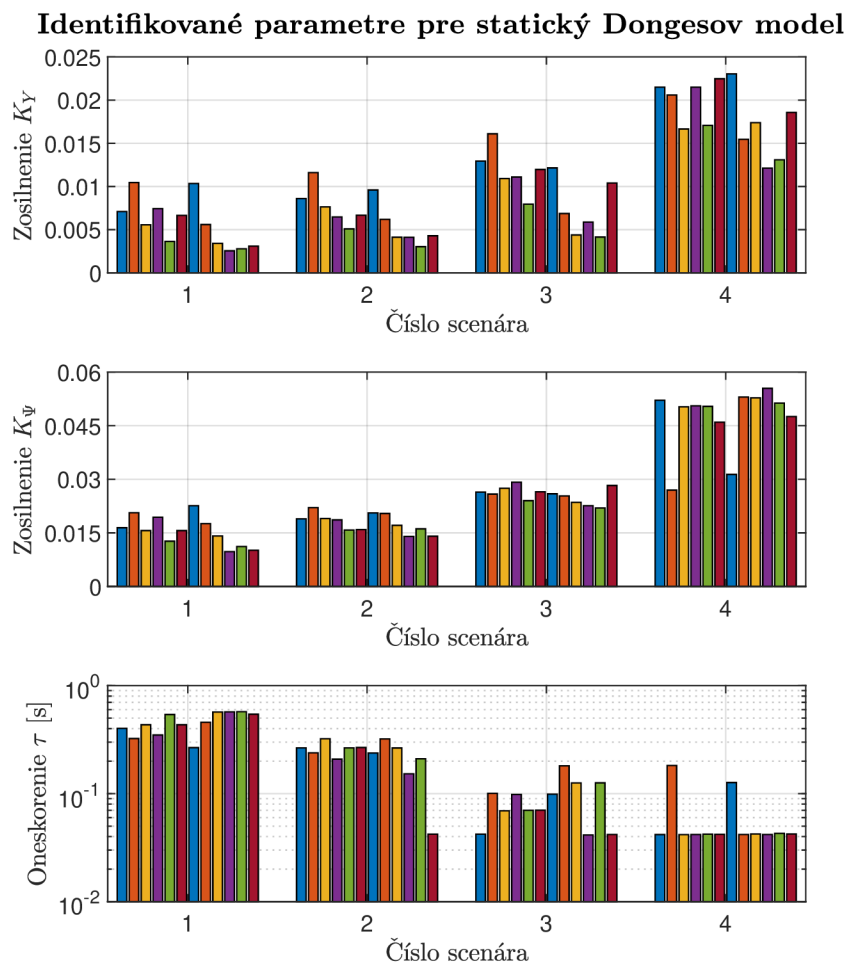 Identifikované parametre pre statický Dongesov model
0.025
0.02
0.015
0.01
0.005
0
Zosilnenie K_Y
1 2 3 4
Číslo scenára
0.06
0.045
0.03
0.015
0
Zosilnenie K_Ψ
1 2 3 4
Číslo scenára
10^0
10^-1
10^-2
Oneskorenie τ [s]
1 2 3 4
Číslo scenára